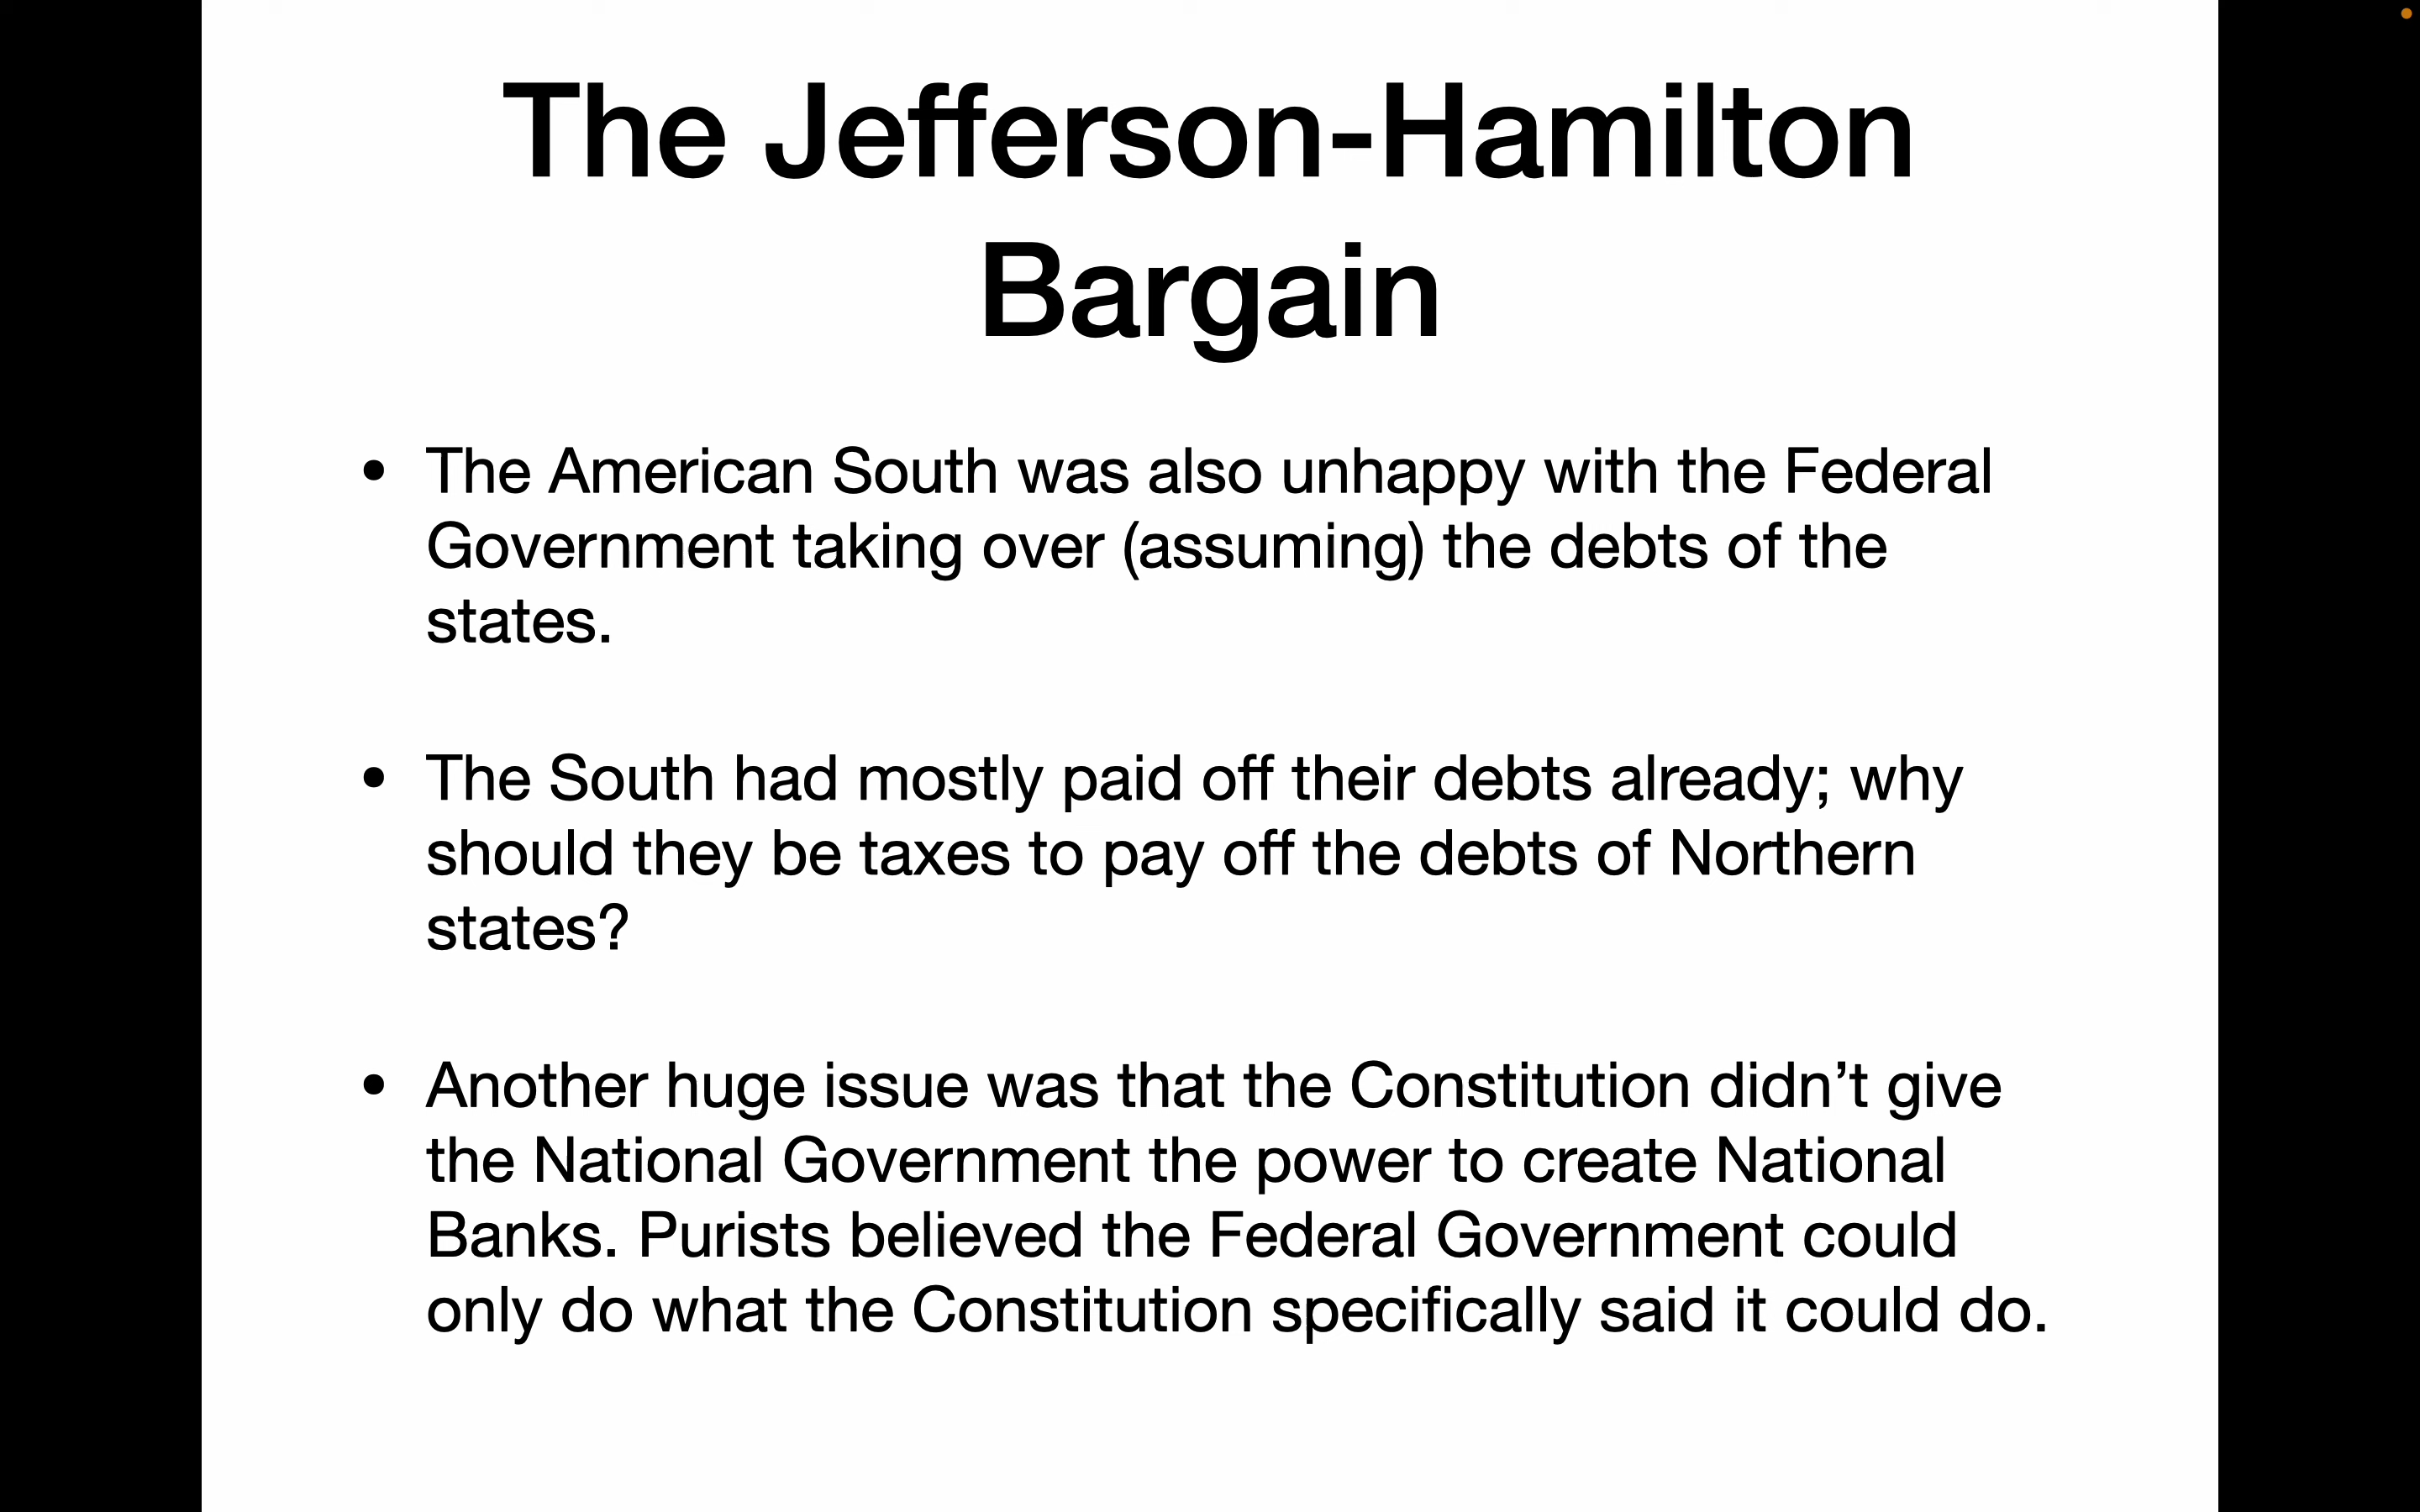 The Jefferson-Hamilton
Bargain
• The American South was also unhappy with the Federal
Government taking over (assuming) the debts of the
states.
• The South had mostly paid off their debts already; why
should they be taxes to pay off the debts of Northern
states?
• Another huge issue was that the Constitution didn’t give
the National Government the power to create National
Banks. Purists believed the Federal Government could
only do what the Constitution specifically said it could do.